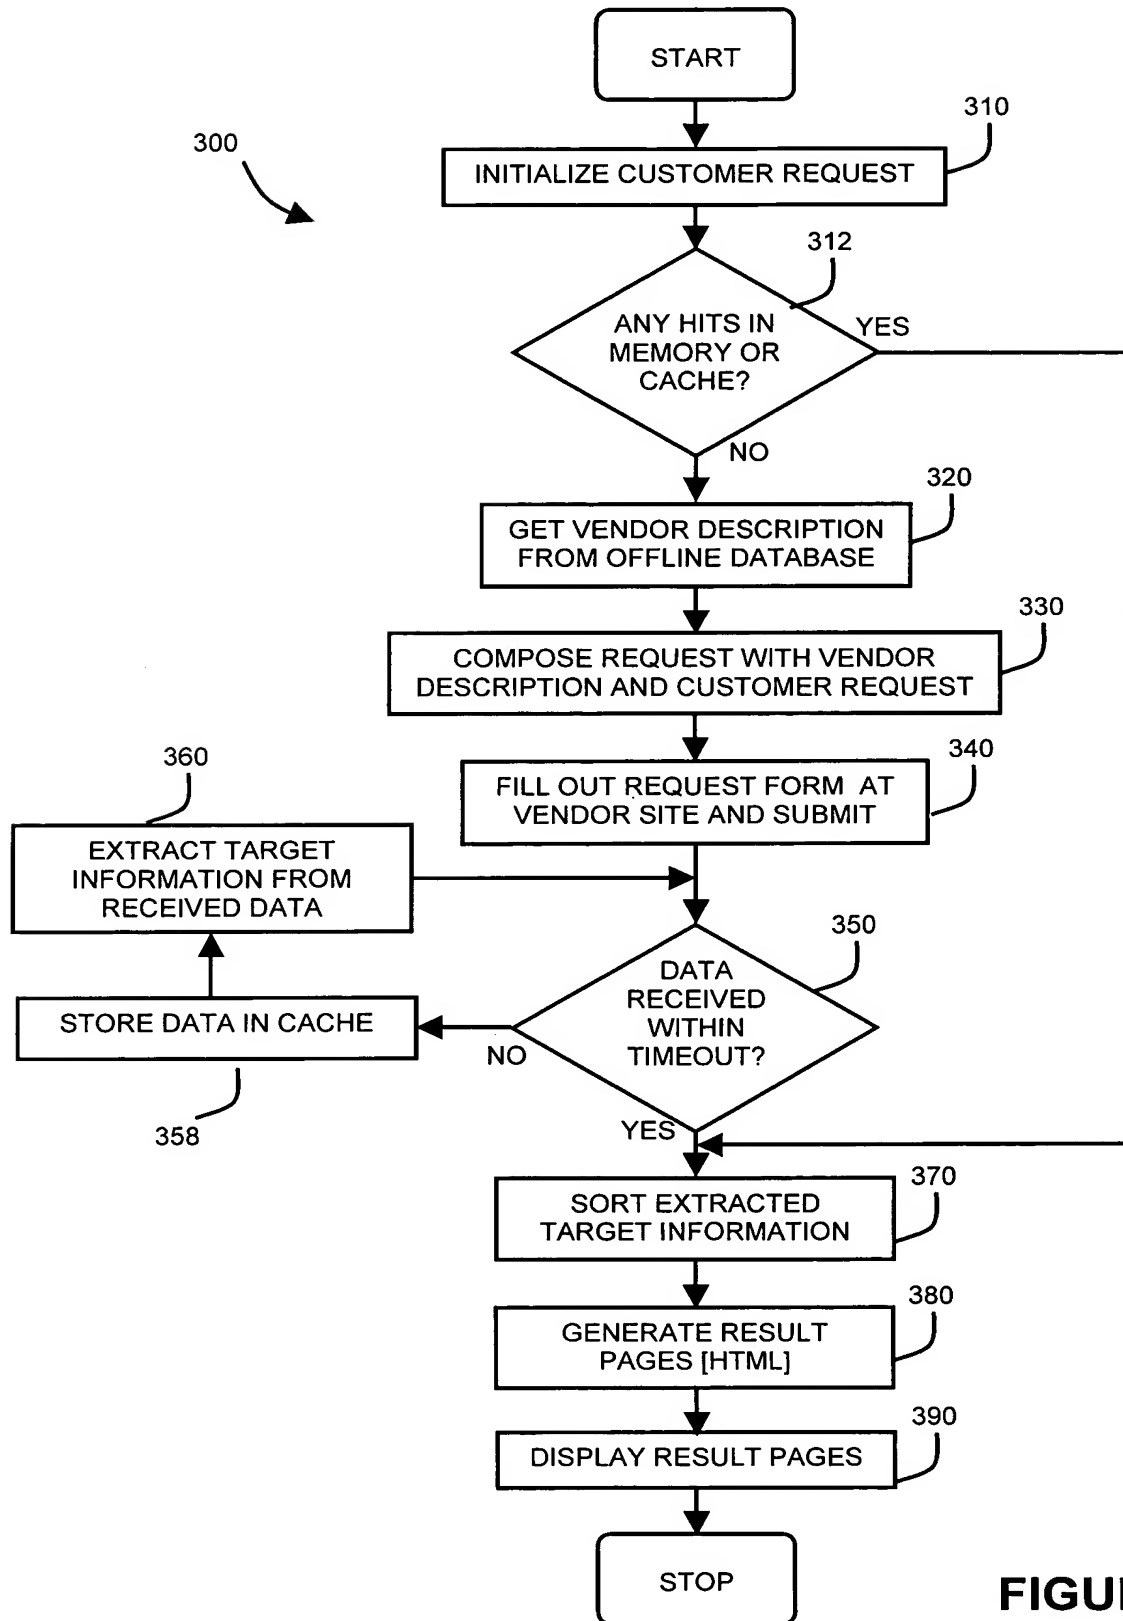 START
310
300
INITIALIZE CUSTOMER REQUEST
312
ANY HITS IN
MEMORY OR
CACHE?
YES
NO
320
GET VENDOR DESCRIPTION
FROM OFFLINE DATABASE
330
COMPOSE REQUEST WITH VENDOR
DESCRIPTION AND CUSTOMER REQUEST
340
360
FILL OUT REQUEST FORM AT
VENDOR SITE AND SUBMIT
EXTRACT TARGET
INFORMATION FROM
RECEIVED DATA
350
DATA
RECEIVED
WITHIN
TIMEOUT?
STORE DATA IN CACHE
NO
358
YES
370
SORT EXTRACTED
TARGET INFORMATION
380
GENERATE RESULT
PAGES [HTML]
390
DISPLAY RESULT PAGES
STOP